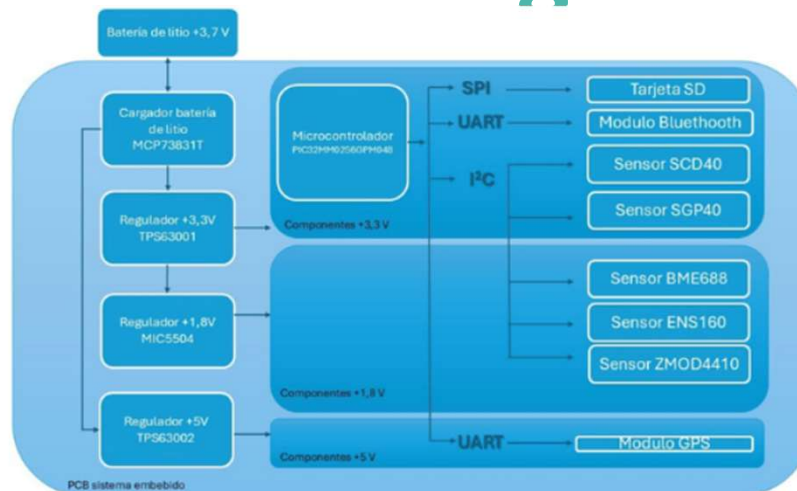 Batería de litio +3,7 V
Cargador batería
de litio
MCP73831T
Microcontrolador
PIC32MM0256GPM048
SPI
Tarjeta SD
UART
Modulo Bluethooth
I²C
Sensor SCD40
Sensor SGP40
Regulador +3,3V
TPS63001
Componentes +3,3 V
Sensor BME688
Regulador +1,8V
MIC5504
Sensor ENS160
Sensor ZMOD4410
Componentes +1,8 V
Regulador +5V
TPS63002
UART
Modulo GPS
Componentes +5 V
PCB sistema embebido